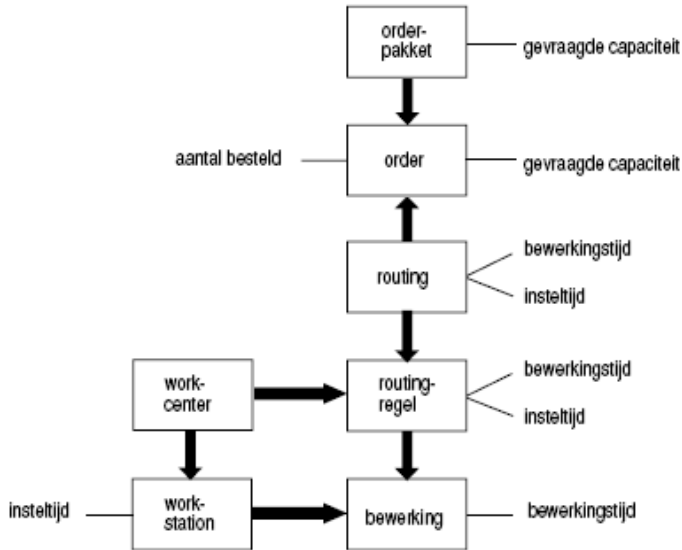 order-
pakket
gevraagde capaciteit
aantal besteld
order
gevraagde capaciteit
routing
bewerkingstijd
insteltijd
work-
center
routing-
regel
bewerkingstijd
insteltijd
insteltijd
work-
station
bewerking
bewerkingstijd